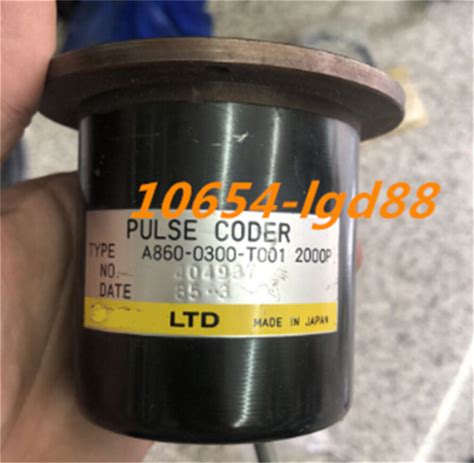 10654-lgd88
PULSE CODER
TYPE A860-0300-T001 2000P
NO.
DATE
LTD MADE IN JAPAN